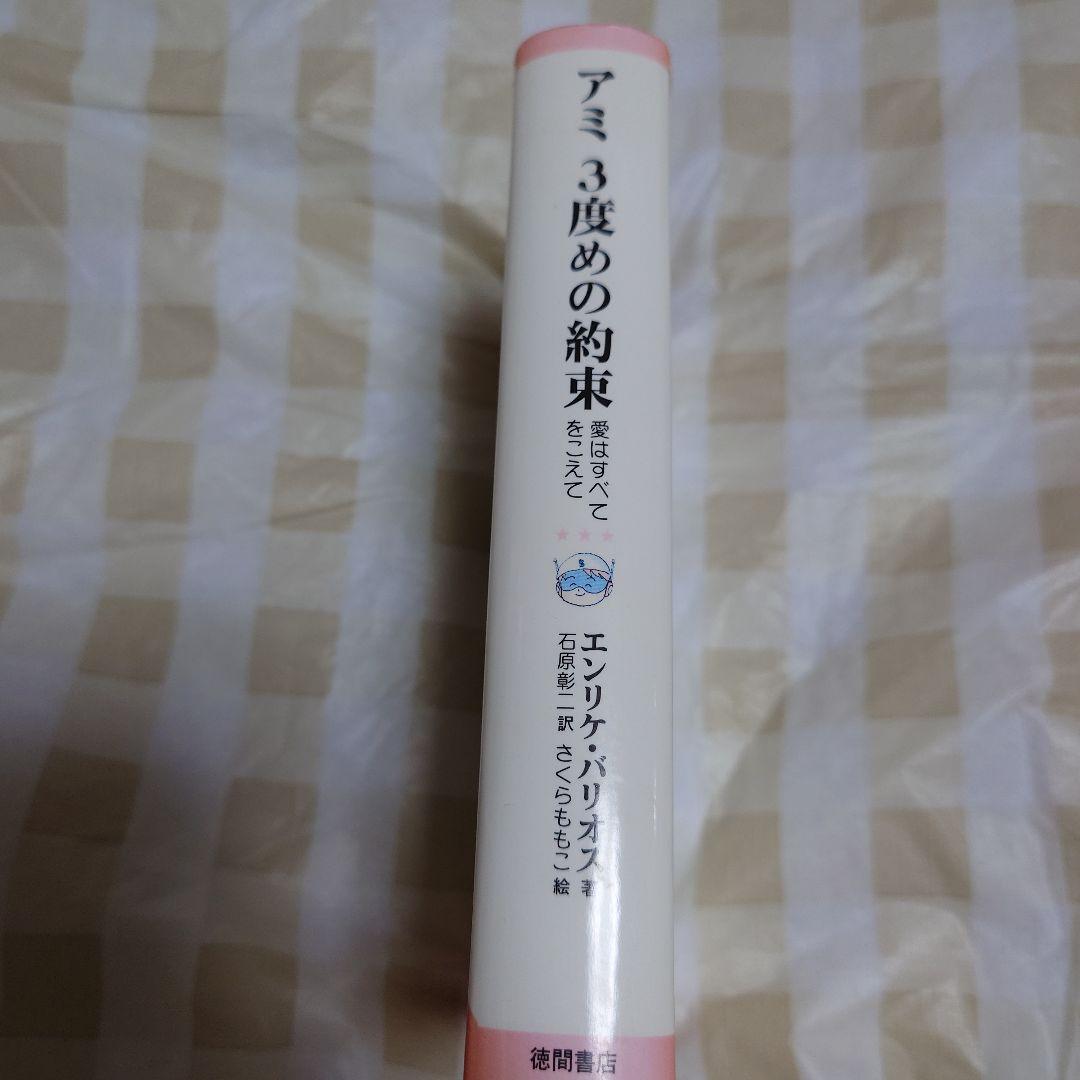 アミ 3度めの約束
愛はすべて
をこえて
エンリケ・バリオス 著
石原彰二 訳 さくらももこ 絵
徳間書店